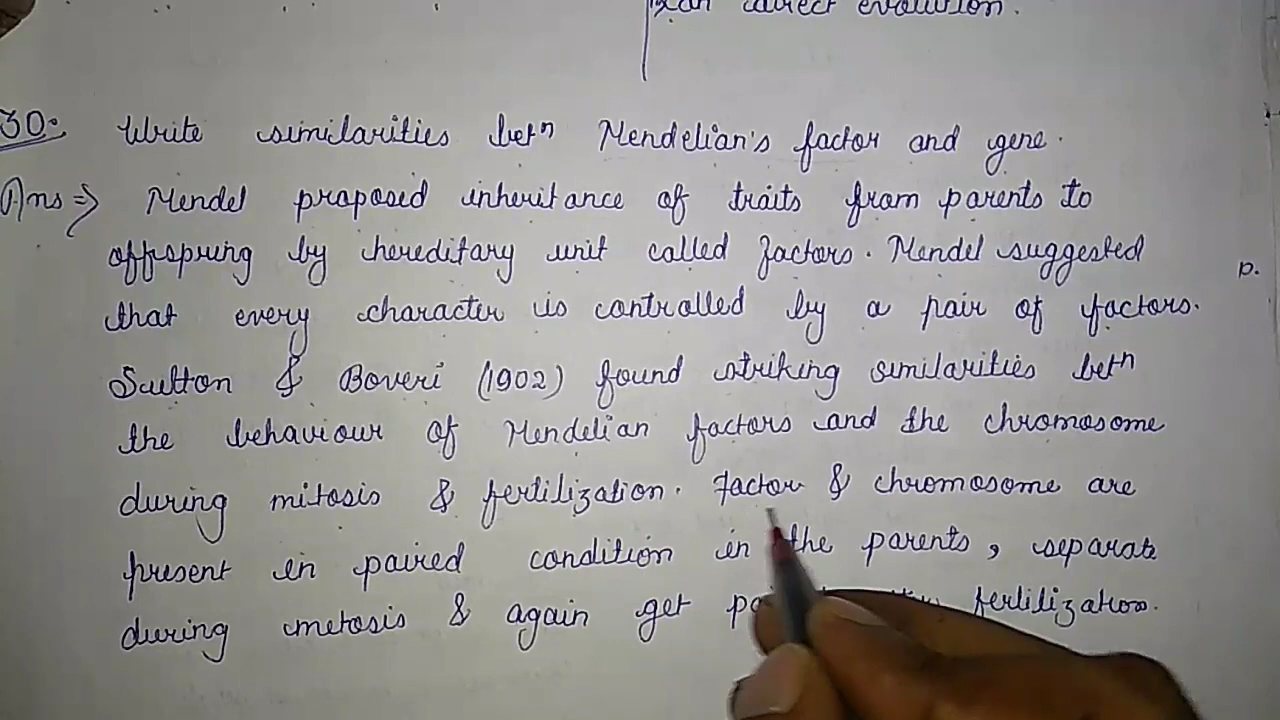 can direct evolution.
30. Write similarities betⁿ Mendelian's factor and gene.
Ans⇒ Mendel proposed inheritance of traits from parents to
offspring by hereditary unit called factors. Mendel suggested
that every character is controlled by a pair of factors.
p.
Sutton & Boveri (1902) found striking similarities betⁿ
the behaviour of Mendelian factors and the chromosome
during mitosis & fertilization. Factor & chromosome are
present in paired condition in the parents, separate
during metosis & again get fertilization.